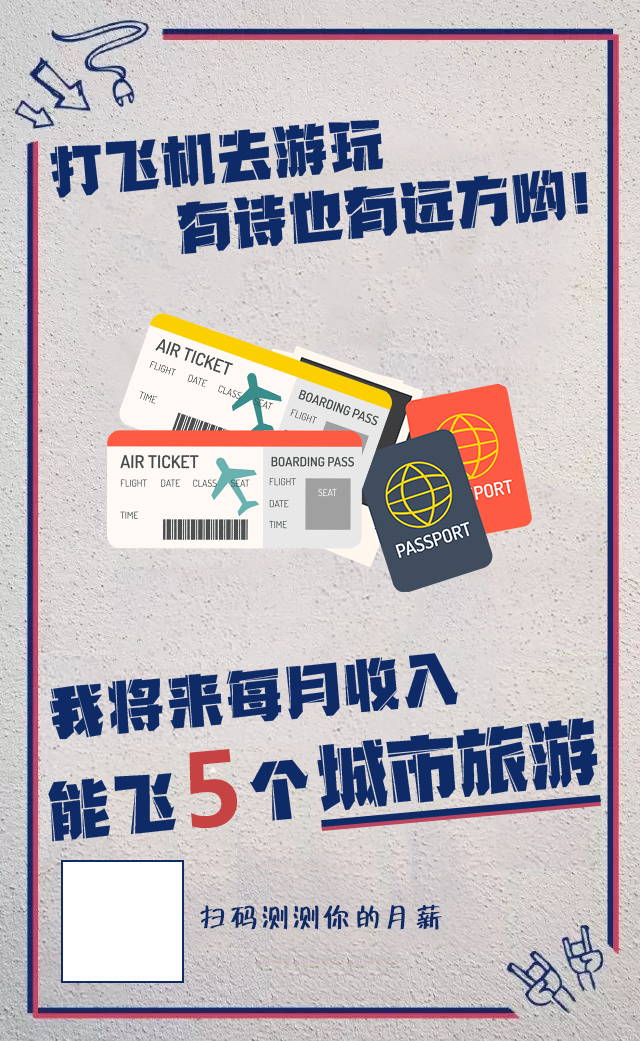 打飞机去游玩
有诗也有远方哟!
AIR TICKET
FLIGHT DATE CLASS SEAT
TIME
BOARDING PASS
FLIGHT
AIR TICKET
FLIGHT DATE CLASS SEAT
TIME
BOARDING PASS
FLIGHT
DATE
TIME
SEAT
PORT
PASSPORT
我将来每月收入
能飞5个城市旅游
扫码测测你的月薪